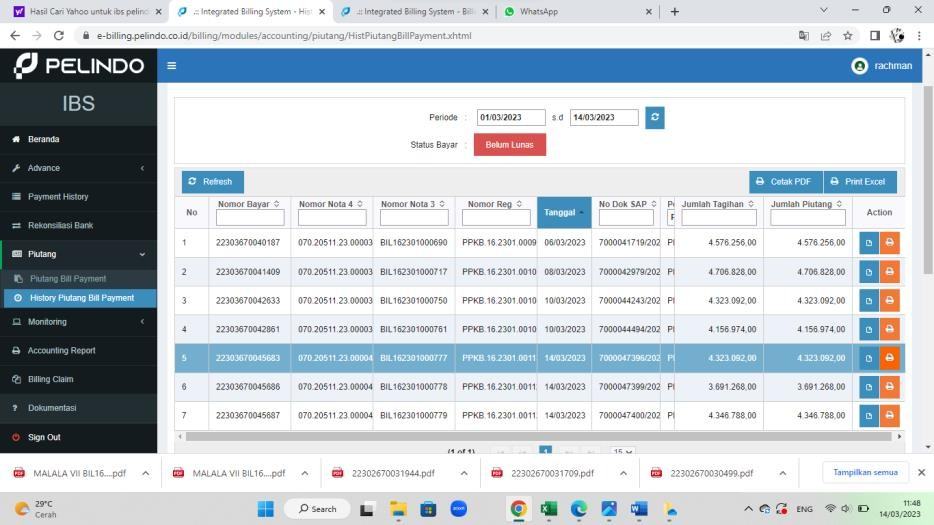 Hasil Cari Yahoo untuk ibs pelind
.:: Integrated Billing System - Hist
.:: Integrated Billing System - Billi
WhatsApp
e-billing.pelindo.co.id/billing/modules/accounting/piutang/HistPiutangBillPayment.xhtml
PELINDO
rachman
IBS
Beranda
Advance
Payment History
Rekonsiliasi Bank
Piutang
Piutang Bill Payment
History Piutang Bill Payment
Monitoring
Accounting Report
Billing Claim
Dokumentasi
Sign Out
Periode : 01/03/2023 s.d 14/03/2023
Status Bayar : Belum Lunas
Refresh Cetak PDF Print Excel
No Nomor Bayar Nomor Nota 4 Nomor Nota 3 Nomor Reg Tanggal No Dok SAP Jumlah Tagihan Jumlah Piutang Action
1 22303670040187 070.20511.23.00003 BIL162301000690 PPKB.16.2301.0009 06/03/2023 7000041719/202 PI 4.576.256,00 4.576.256,00
2 22303670041409 070.20511.23.00003 BIL162301000717 PPKB.16.2301.0010 08/03/2023 7000042979/202 PI 4.706.828,00 4.706.828,00
3 22303670042633 070.20511.23.00003 BIL162301000750 PPKB.16.2301.0010 10/03/2023 7000044243/202 PI 4.323.092,00 4.323.092,00
4 22303670042861 070.20511.23.00003 BIL162301000761 PPKB.16.2301.0010 10/03/2023 7000044494/202 PI 4.156.974,00 4.156.974,00
5 22303670045683 070.20511.23.00004 BIL162301000777 PPKB.16.2301.0011 14/03/2023 7000047396/202 PI 4.323.092,00 4.323.092,00
6 22303670045686 070.20511.23.00004 BIL162301000778 PPKB.16.2301.0011 14/03/2023 7000047399/202 PI 3.691.268,00 3.691.268,00
7 22303670045687 070.20511.23.00004 BIL162301000779 PPKB.16.2301.0011 14/03/2023 7000047400/202 PI 4.346.788,00 4.346.788,00
(1 of 1) 1 15
MALALA VII BIL16....pdf
MALALA VII BIL16....pdf
22302670031944.pdf
22302670031709.pdf
22302670030499.pdf
Tampilkan semua
29°C
Cerah
Search
zoom
ENG
11:48
14/03/2023